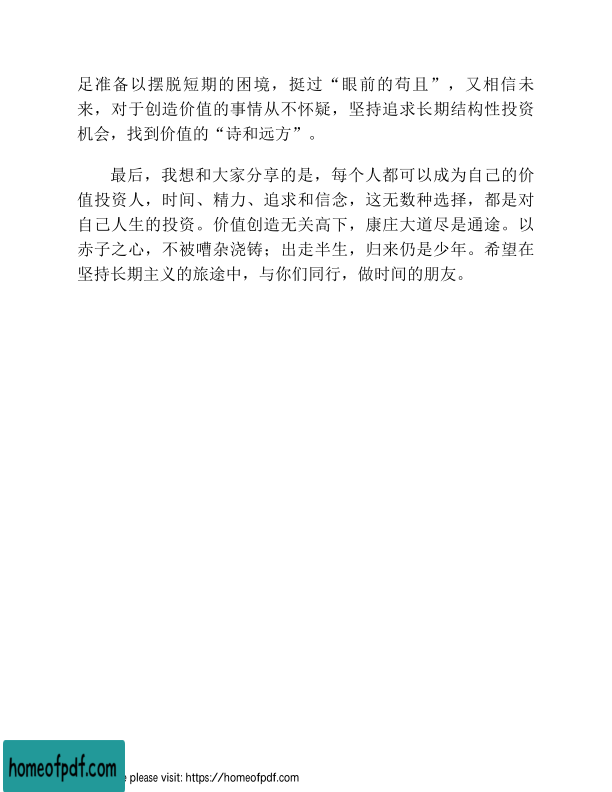 足准备以摆脱短期的困境，挺过“眼前的苟且”，又相信未
来，对于创造价值的事情从不怀疑，坚持追求长期结构性投资
机会，找到价值的“诗和远方”。
最后，我想和大家分享的是，每个人都可以成为自己的价
值投资人，时间、精力、追求和信念，这无数种选择，都是对
自己人生的投资。价值创造无关高下，康庄大道尽是通途。以
赤子之心，不被嘈杂浇铸；出走半生，归来仍是少年。希望在
坚持长期主义的旅途中，与你们同行，做时间的朋友。
homeofpdf.com
e please visit: https://homeofpdf.com